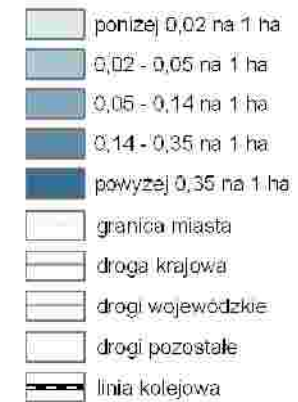 poniżej 0,02 na 1 ha
0,02 - 0,05 na 1 ha
0,05 - 0,14 na 1 ha
0,14 - 0,35 na 1 ha
powyżej 0,35 na 1 ha
granica miasta
droga krajowa
drogi wojewódzkie
drogi pozostałe
linia kolejowa